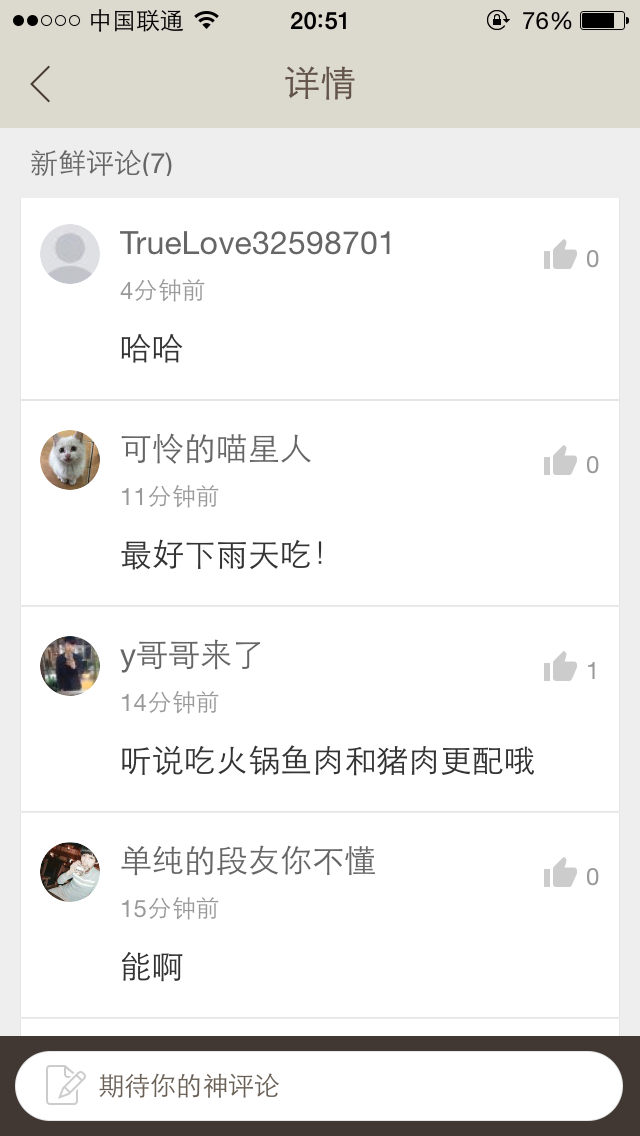 中国联通 20:51 76%
详情
新鲜评论(7)
TrueLove32598701
0
4分钟前
哈哈
可怜的喵星人
0
11分钟前
最好下雨天吃！
y哥哥来了
1
14分钟前
听说吃火锅鱼肉和猪肉更配哦
单纯的段友你不懂
0
15分钟前
能啊
期待你的神评论